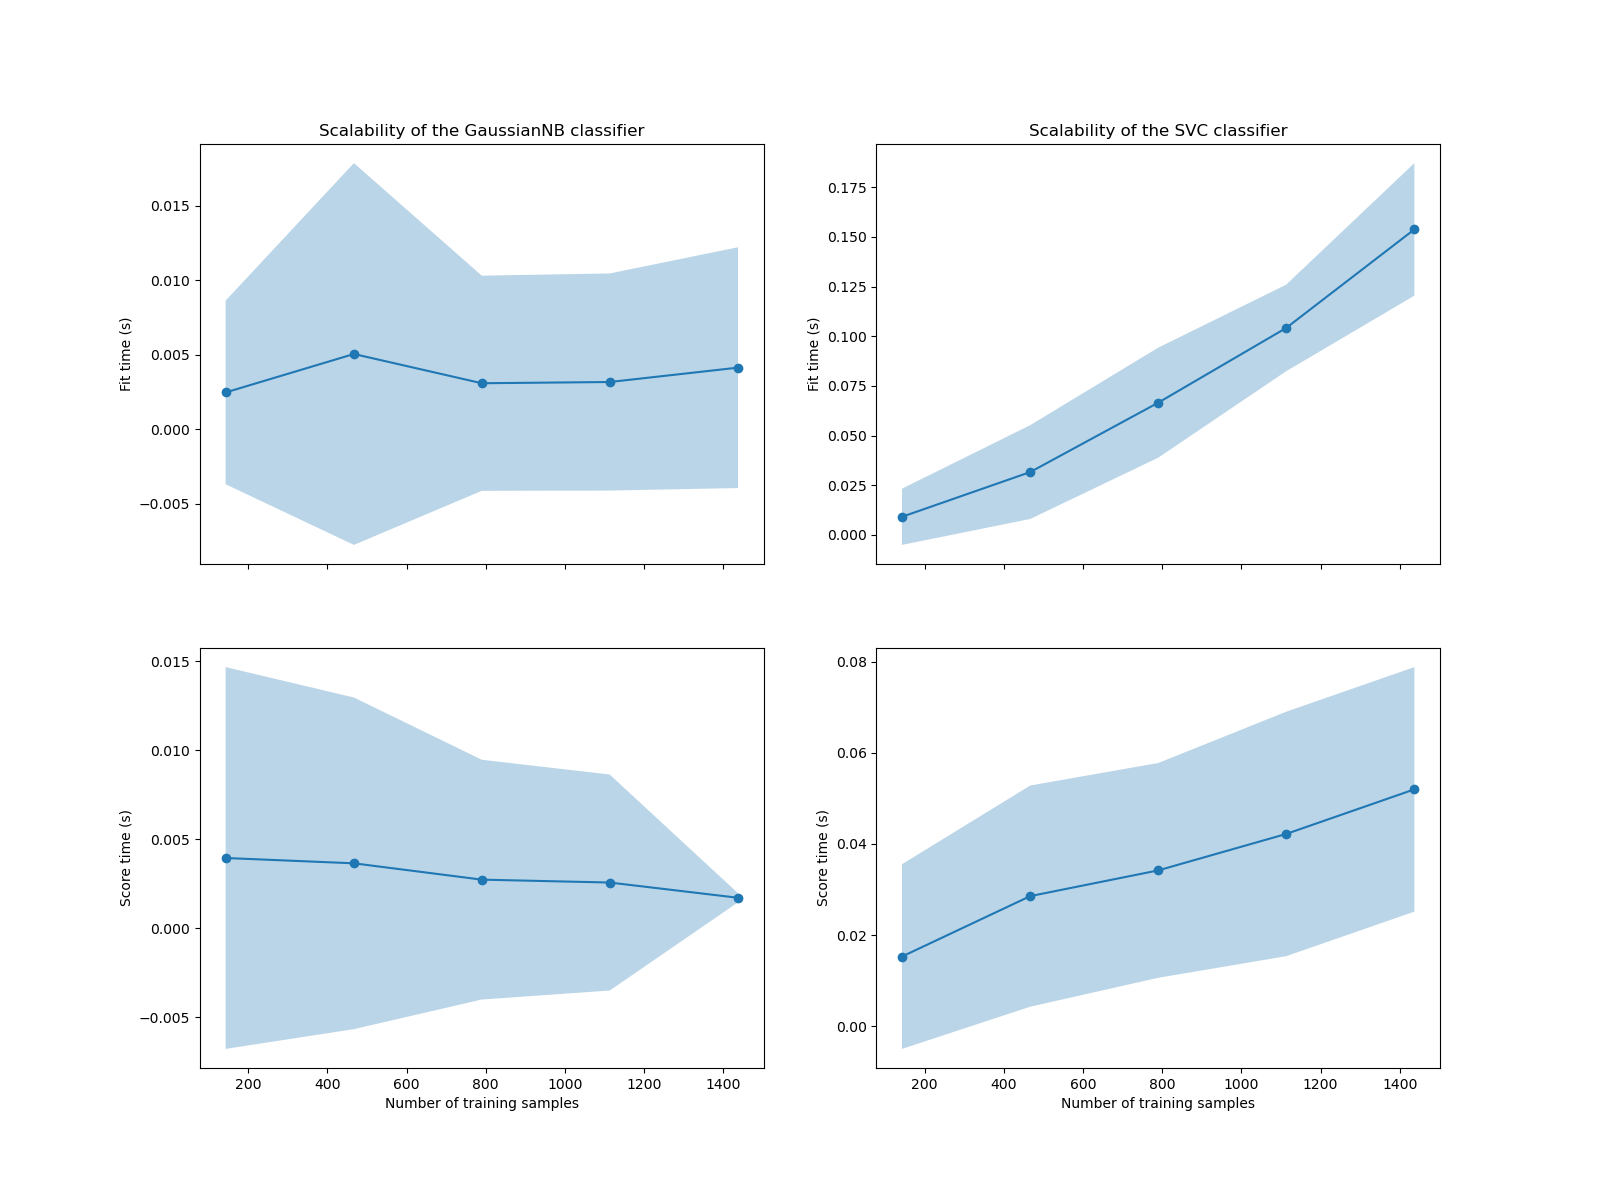 Scalability of the GaussianNB classifier
0.015
0.010
0.005
0.000
−0.005
Fit time (s)
Scalability of the SVC classifier
0.175
0.150
0.125
0.100
0.075
0.050
0.025
0.000
Fit time (s)
0.015
0.010
0.005
0.000
−0.005
Score time (s)
200 400 600 800 1000 1200 1400
Number of training samples
0.08
0.06
0.04
0.02
0.00
Score time (s)
200 400 600 800 1000 1200 1400
Number of training samples